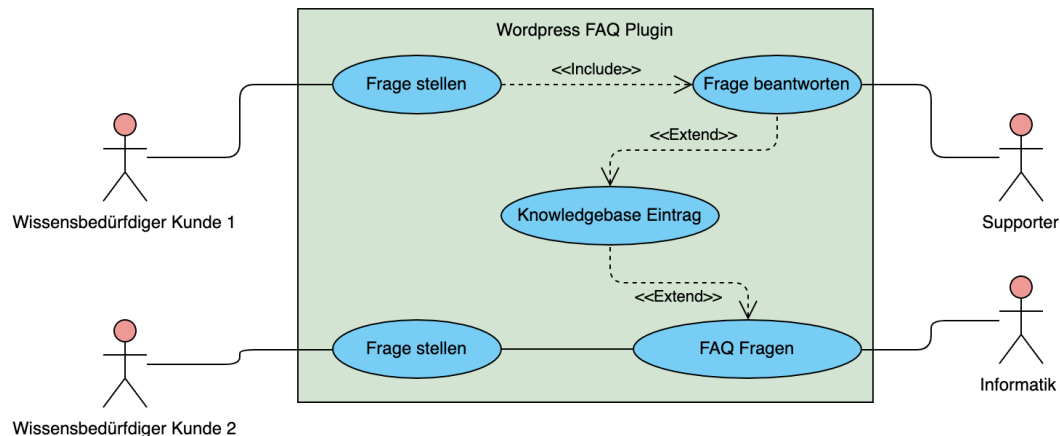 Wordpress FAQ Plugin
Frage stellen
<<Include>>
Frage beantworten
<<Extend>>
Wissensbedürfdiger Kunde 1
Knowledgebase Eintrag
Supporter
<<Extend>>
Frage stellen
FAQ Fragen
Informatik
Wissensbedürfdiger Kunde 2